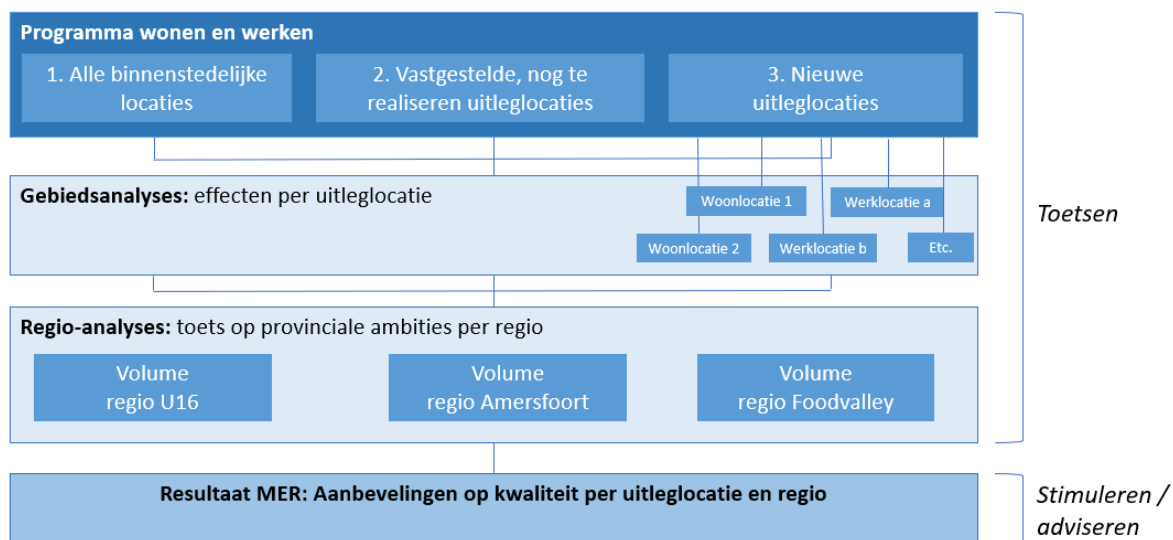 Programma wonen en werken
1. Alle binnenstedelijke
locaties
2. Vastgestelde, nog te
realiseren uitleglocaties
3. Nieuwe
uitleglocaties
Gebiedsanalyses: effecten per uitleglocatie
Woonlocatie 1
Werklocatie a
Woonlocatie 2
Werklocatie b
Etc.
Toetsen
Regio-analyses: toets op provinciale ambities per regio
Volume
regio U16
Volume
regio Amersfoort
Volume
regio Foodvalley
Resultaat MER: Aanbevelingen op kwaliteit per uitleglocatie en regio
Stimuleren /
adviseren